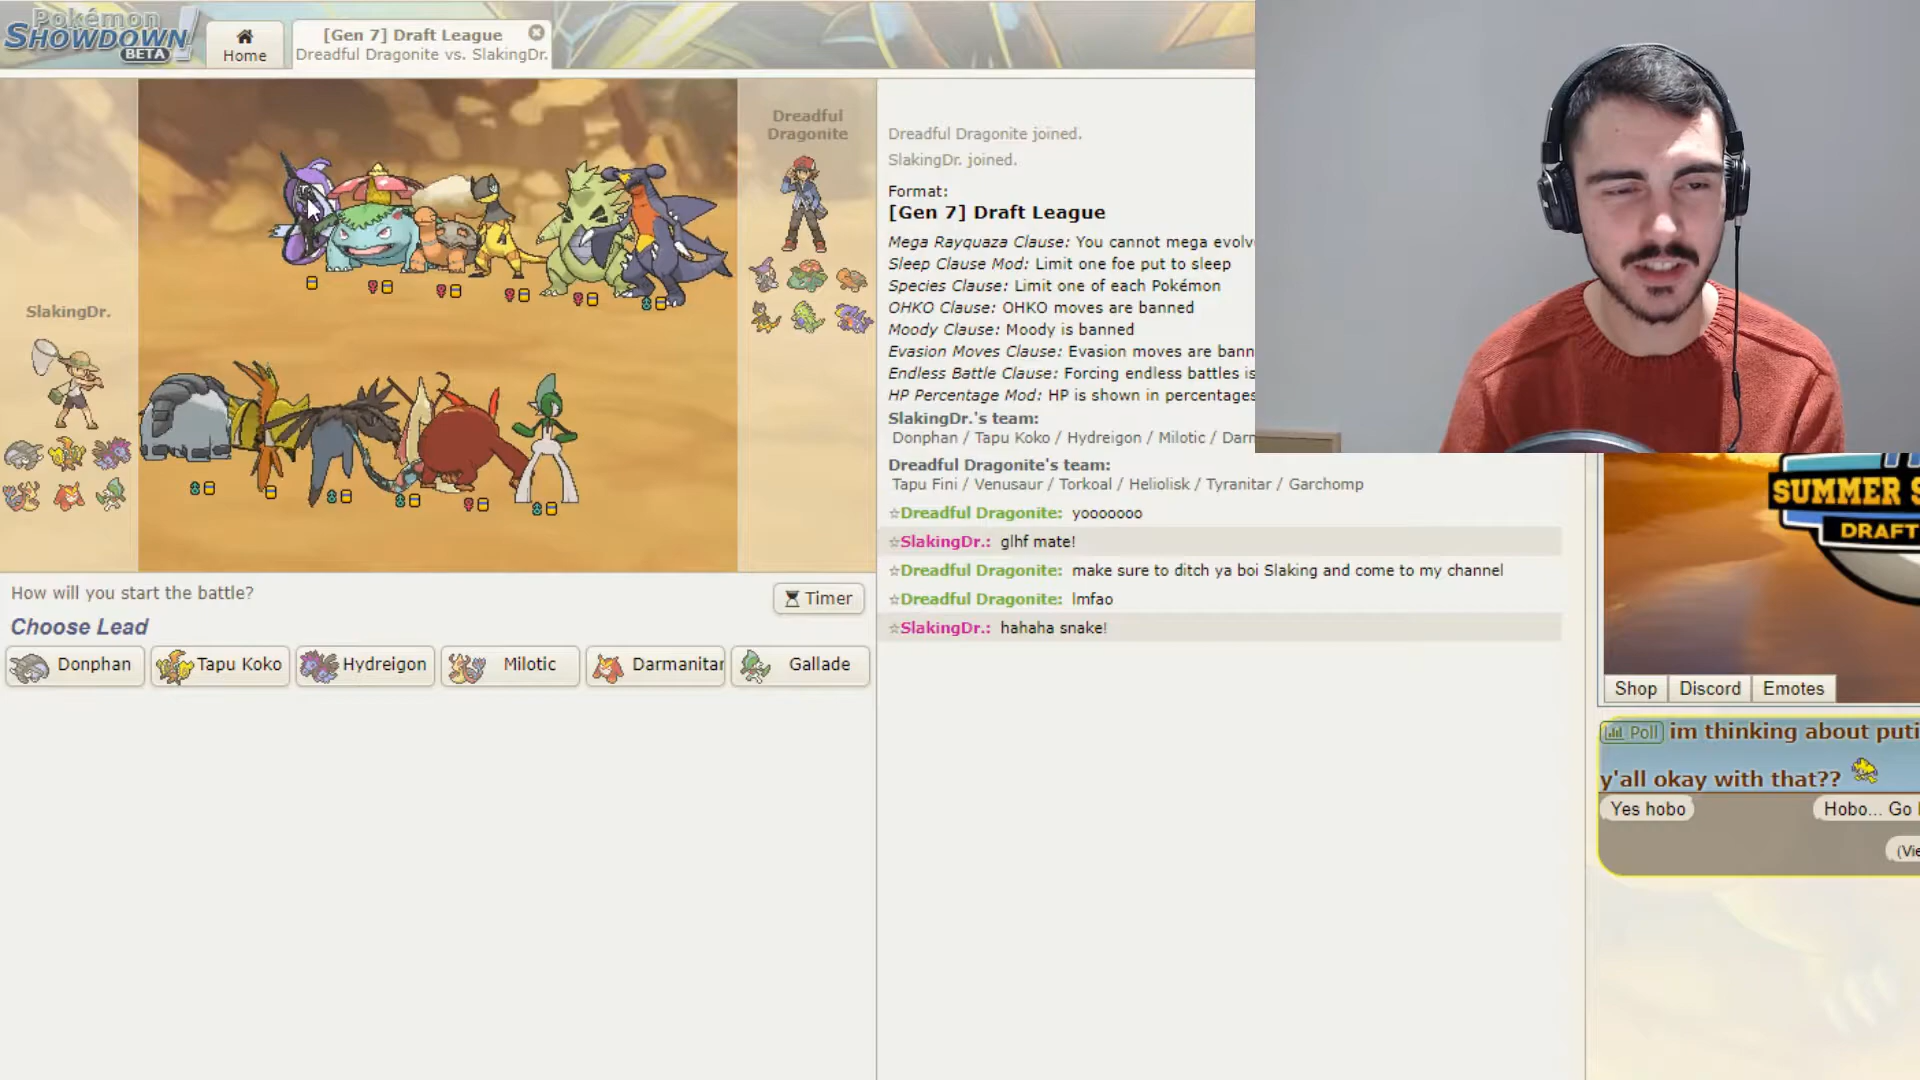 Pokémon
SHOWDOWN!
BETA
Home
[Gen 7] Draft League
Dreadful Dragonite vs. SlakingDr.
Dreadful
Dragonite
SlakingDr.
Dreadful Dragonite joined.
SlakingDr. joined.
Format:
[Gen 7] Draft League
Mega Rayquaza Clause: You cannot mega evolv
Sleep Clause Mod: Limit one foe put to sleep
Species Clause: Limit one of each Pokémon
OHKO Clause: OHKO moves are banned
Moody Clause: Moody is banned
Evasion Moves Clause: Evasion moves are bann
Endless Battle Clause: Forcing endless battles is
HP Percentage Mod: HP is shown in percentages
SlakingDr.'s team:
Donphan / Tapu Koko / Hydreigon / Milotic / Darn
Dreadful Dragonite's team:
Tapu Fini / Venusaur / Torkoal / Heliolisk / Tyranitar / Garchomp
☆Dreadful Dragonite: yooooooo
☆SlakingDr.: glhf mate!
☆Dreadful Dragonite: make sure to ditch ya boi Slaking and come to my channel
☆Dreadful Dragonite: lmfao
☆SlakingDr.: hahaha snake!
How will you start the battle?
Timer
Choose Lead
Donphan
Tapu Koko
Hydreigon
Milotic
Darmanitar
Gallade
SUMMER S
DRAFT
Shop
Discord
Emotes
Poll im thinking about puti
y'all okay with that??
Yes hobo
Hobo... Go
(Vie